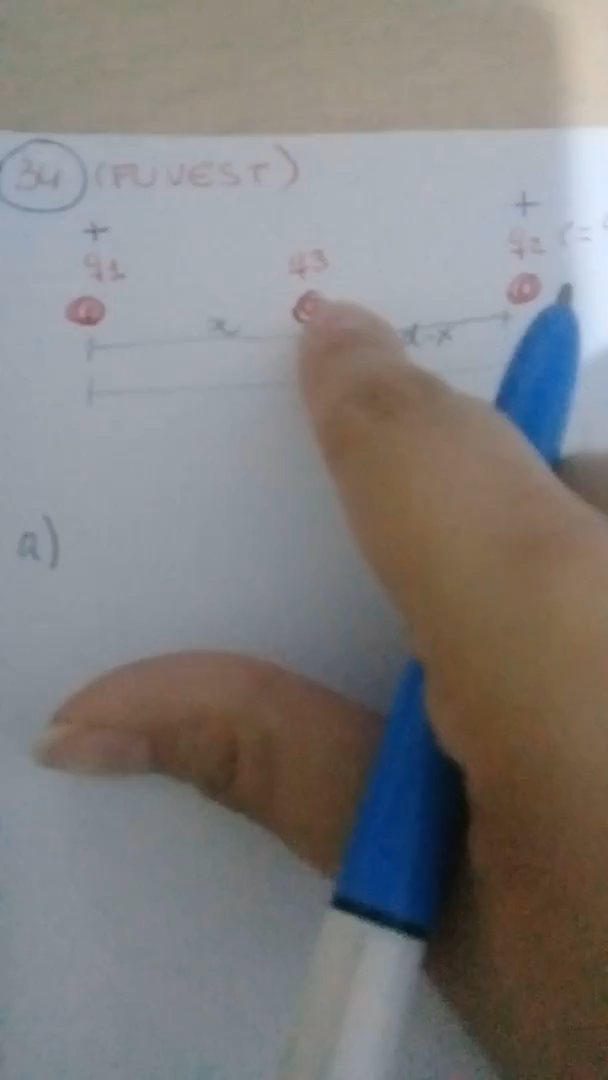 34 (FUVEST)
+ +
q1 q3 q2 r=
x d-x
a)